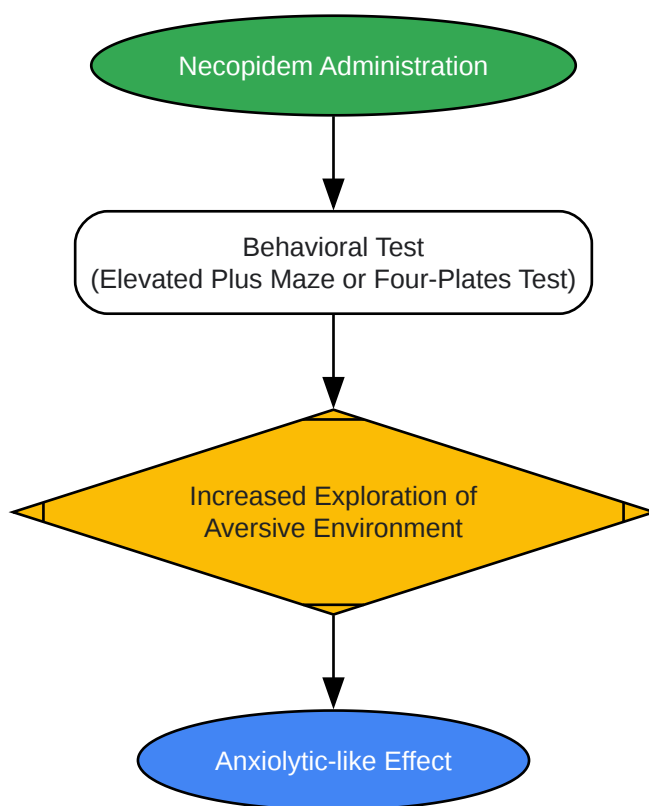 Necopidem Administration
Behavioral Test
(Elevated Plus Maze or Four-Plates Test)
Increased Exploration of
Aversive Environment
Anxiolytic-like Effect